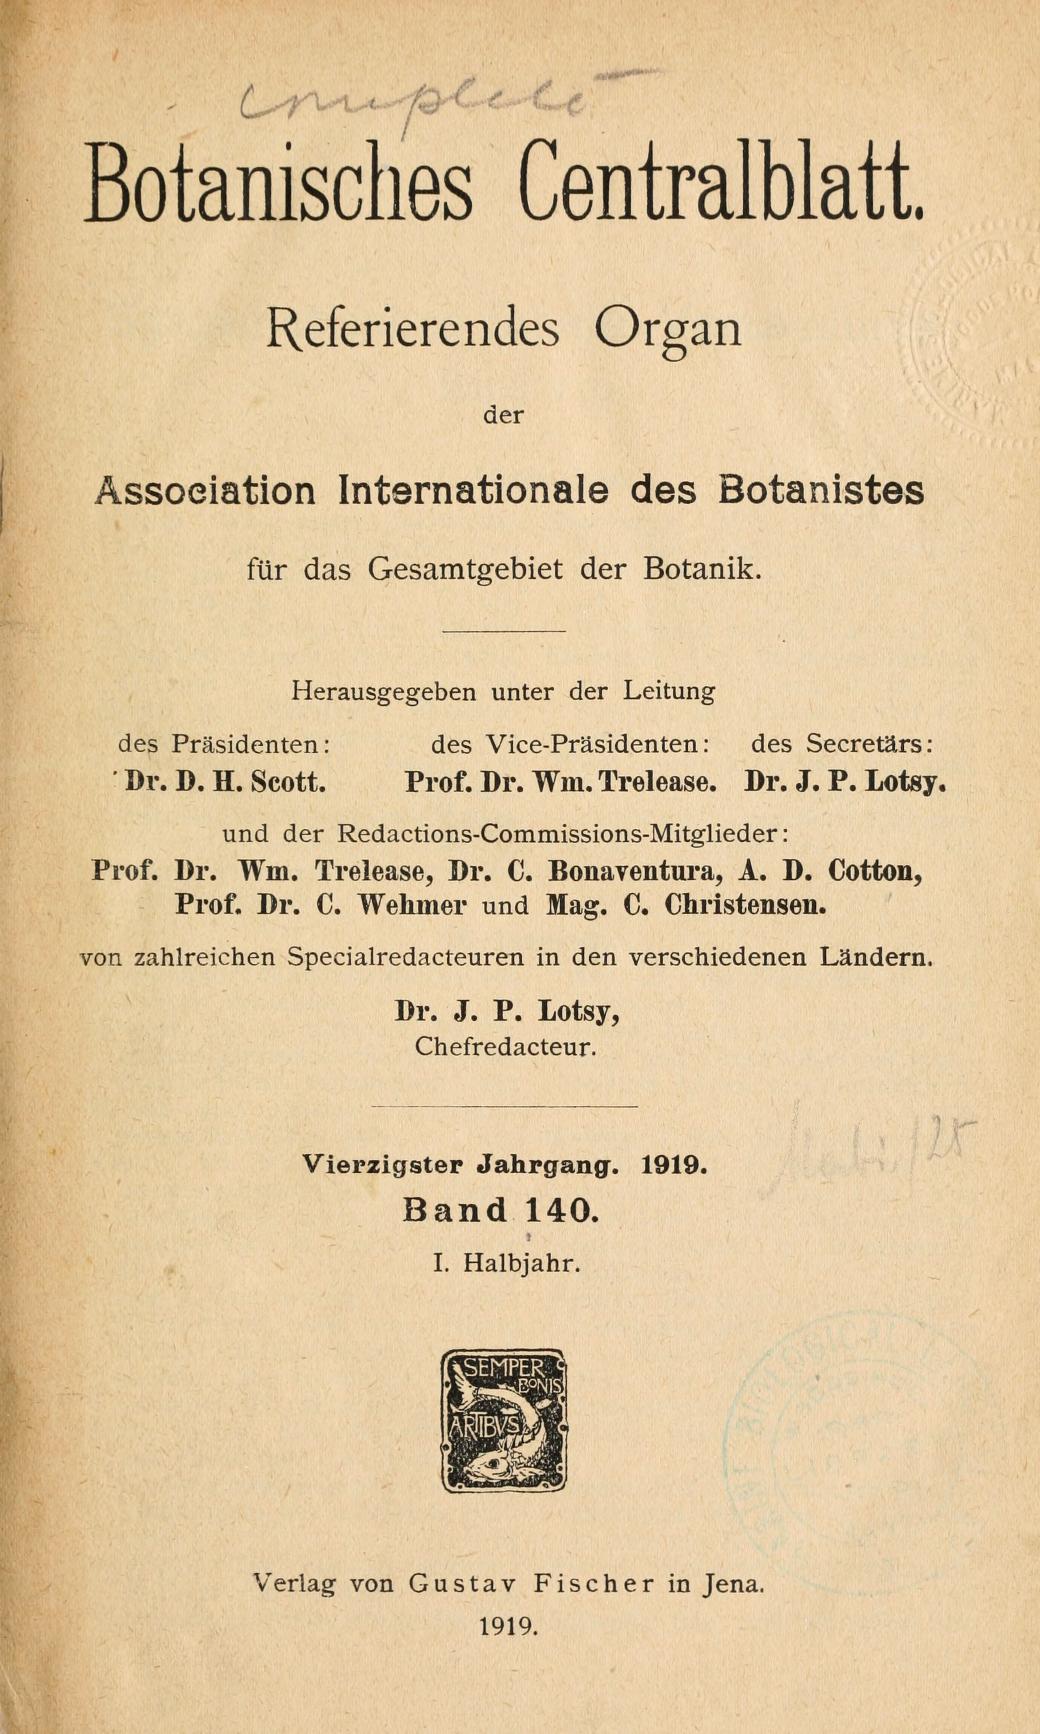 complete
Botanisches Centralblatt.
Referierendes Organ
der
Association Internationale des Botanistes
für das Gesamtgebiet der Botanik.
Herausgegeben unter der Leitung
des Präsidenten: des Vice-Präsidenten: des Secretärs:
Dr. D. H. Scott. Prof. Dr. Wm. Trelease. Dr. J. P. Lotsy.
und der Redactions-Commissions-Mitglieder:
Prof. Dr. Wm. Trelease, Dr. C. Bonaventura, A. D. Cotton,
Prof. Dr. C. Wehmer und Mag. C. Christensen.
von zahlreichen Specialredacteuren in den verschiedenen Ländern.
Dr. J. P. Lotsy,
Chefredacteur.
Vierzigster Jahrgang. 1919.
Band 140.
I. Halbjahr.
SEMPER
BONIS
ARTIBVS
Verlag von Gustav Fischer in Jena.
1919.